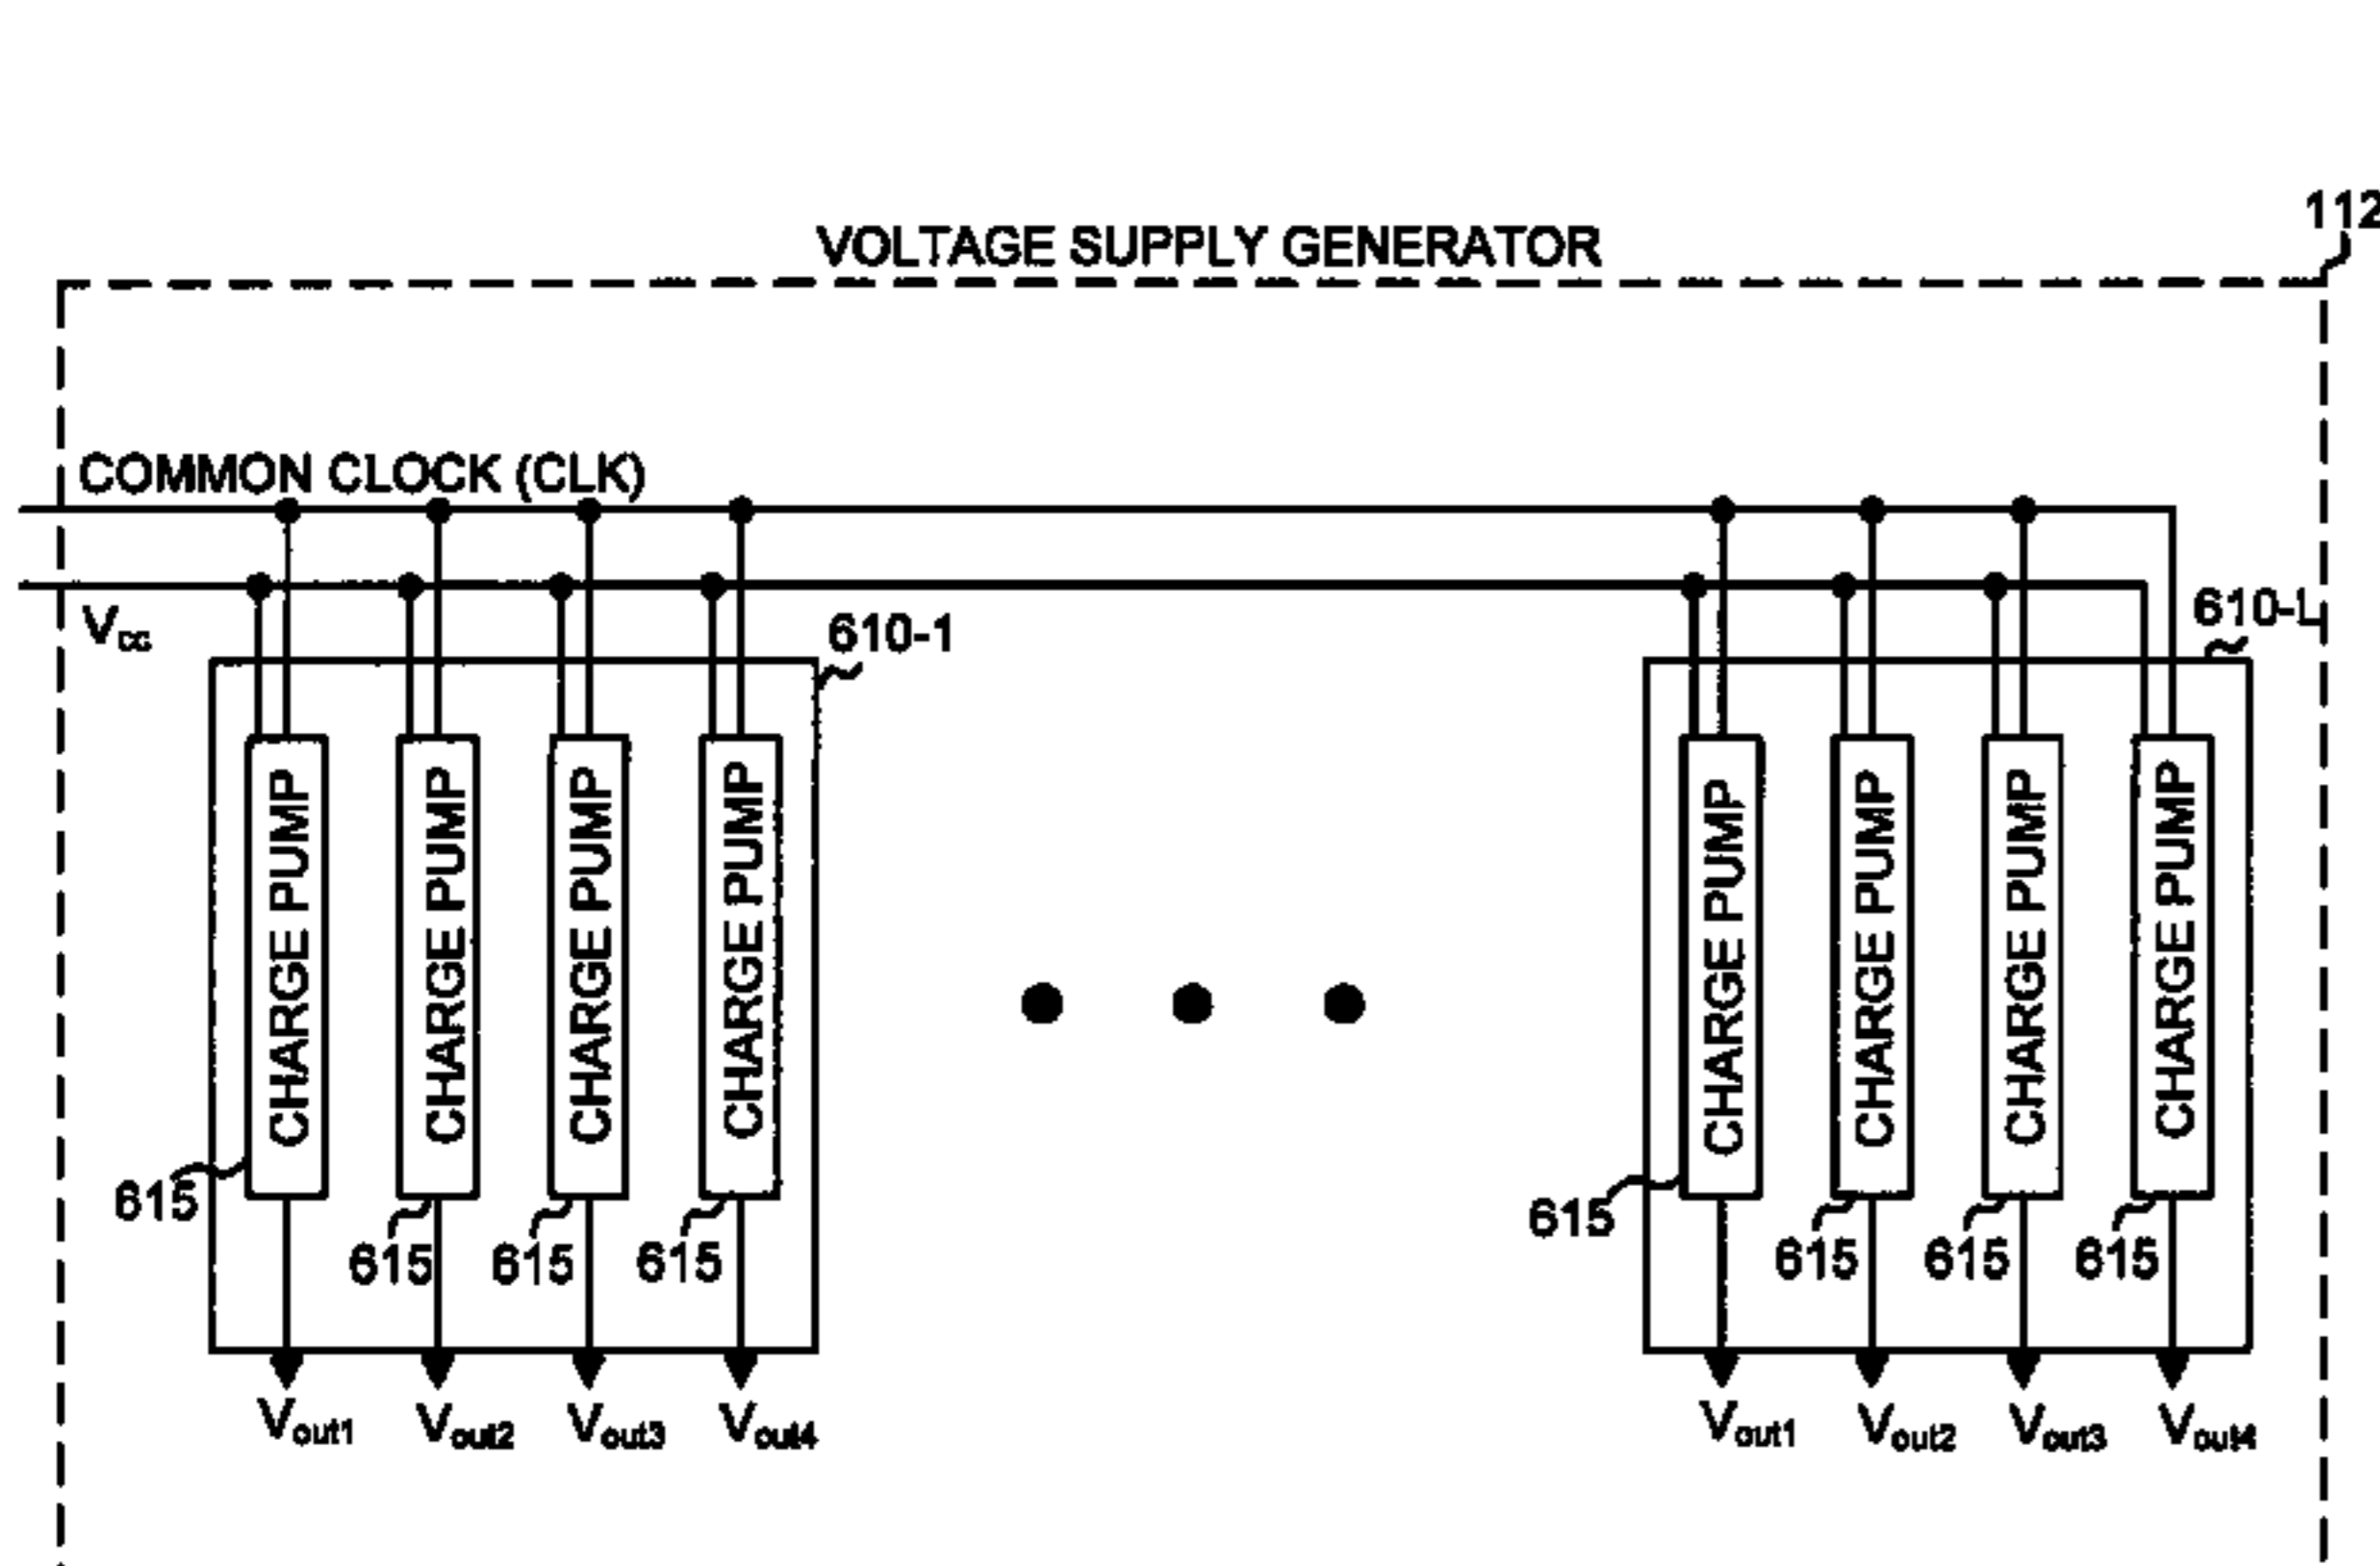 112
VOLTAGE SUPPLY GENERATOR
COMMON CLOCK (CLK)
Vcc
610-1
610-L
CHARGE PUMP
CHARGE PUMP
CHARGE PUMP
CHARGE PUMP
CHARGE PUMP
CHARGE PUMP
CHARGE PUMP
CHARGE PUMP
615
615
615
615
615
615
615
615
Vout1
Vout2
Vout3
Vout4
Vout1
Vout2
Vout3
Vout4